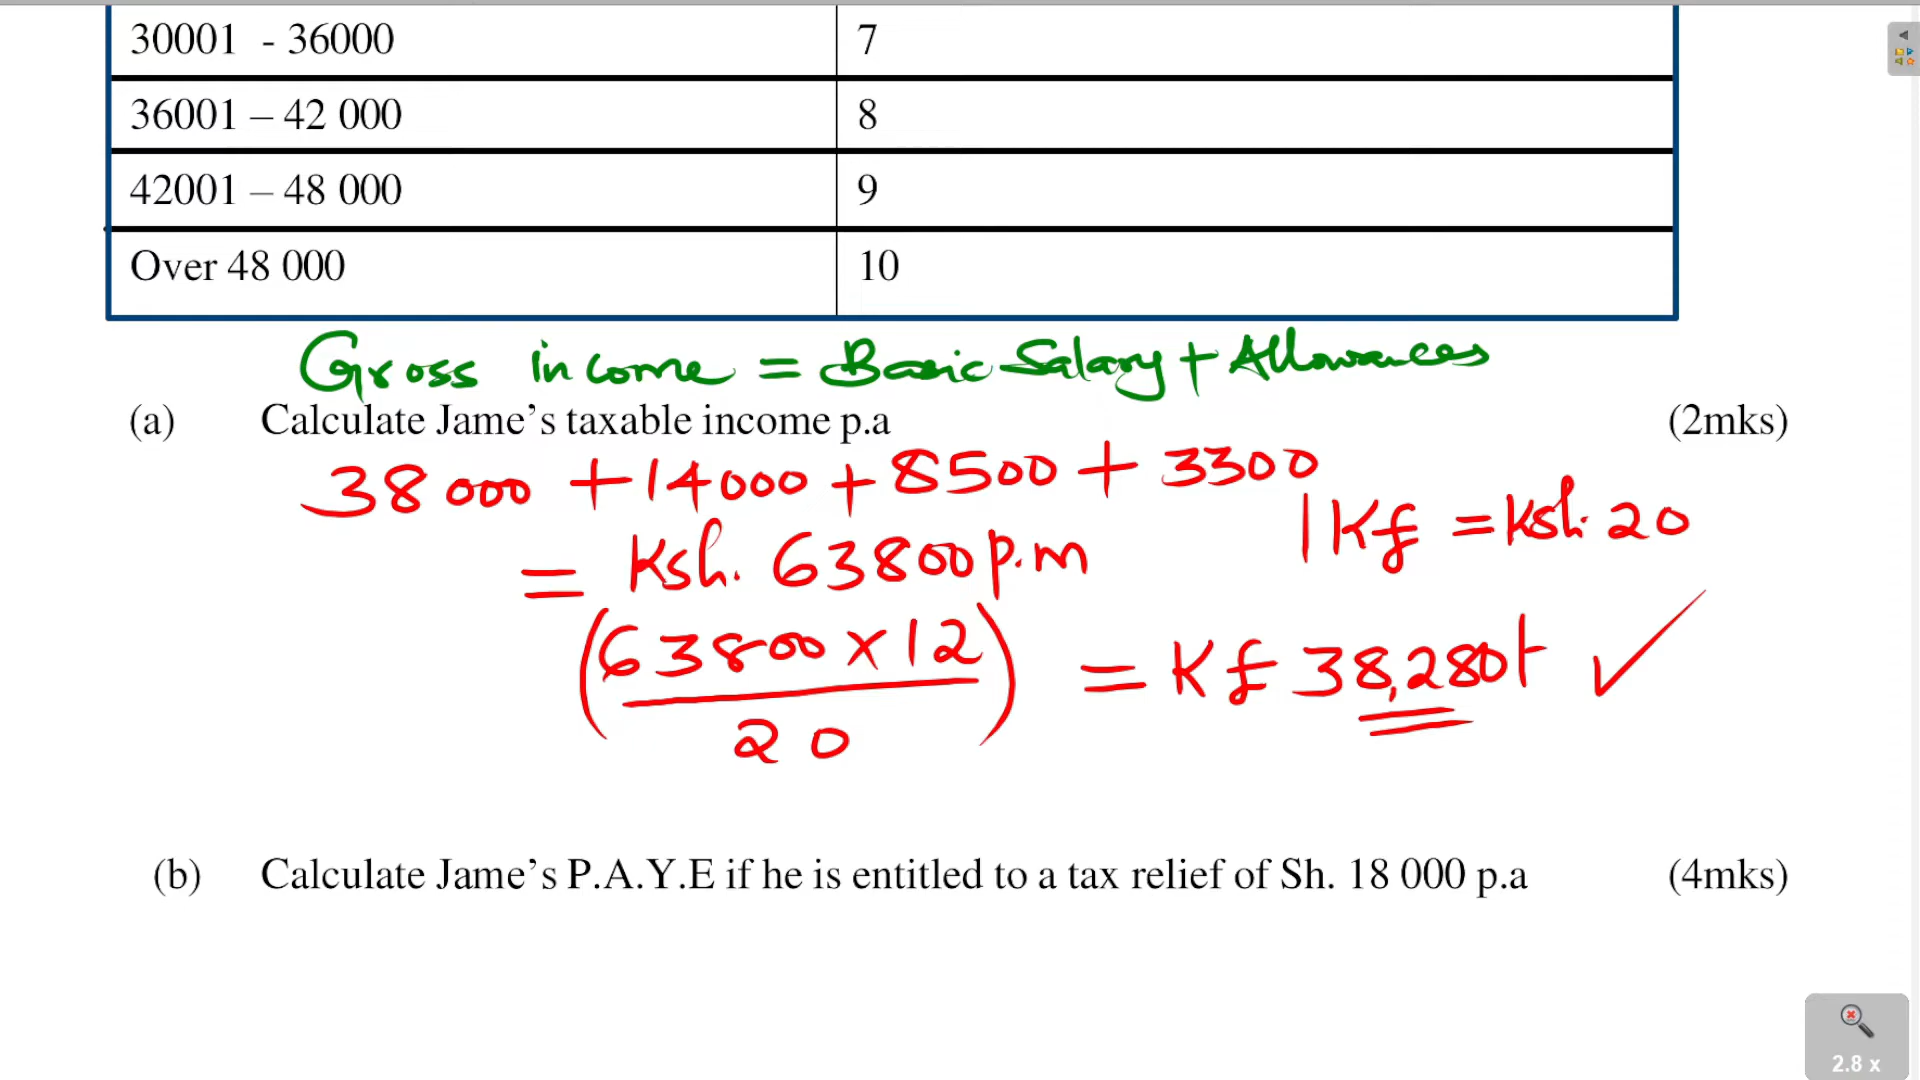 30001 - 36000 7
36001 – 42 000 8
42001 – 48 000 9
Over 48 000 10
Gross income = Basic Salary + Allowances
(a) Calculate Jame’s taxable income p.a (2mks)
38000 + 14000 + 8500 + 3300
1 K£ = Ksh. 20
= Ksh. 63800 p.m
(63800 x 12 / 20) = K£ 38,280 ✓
(b) Calculate Jame’s P.A.Y.E if he is entitled to a tax relief of Sh. 18 000 p.a (4mks)
2.8 x